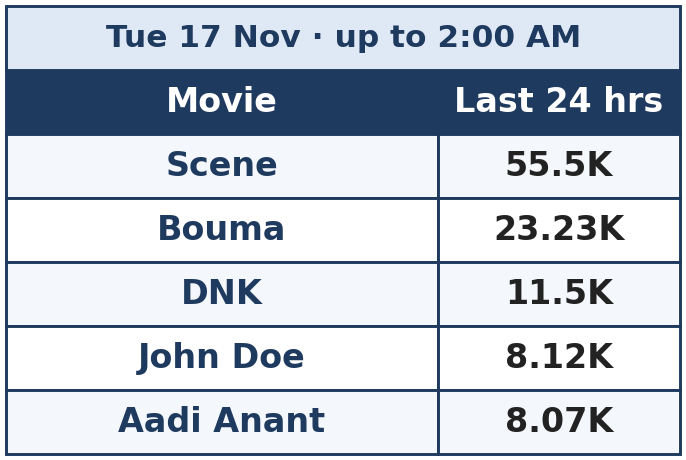 Tue 17 Nov · up to 2:00 AM
Movie Last 24 hrs
Scene 55.5K
Bouma 23.23K
DNK 11.5K
John Doe 8.12K
Aadi Anant 8.07K